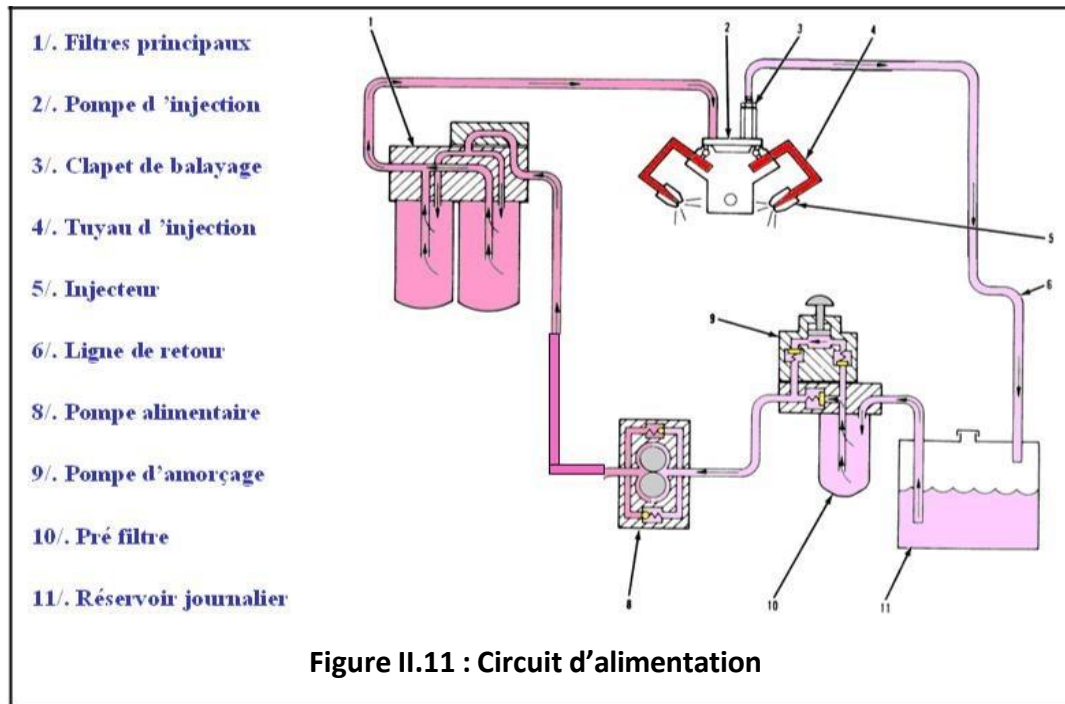 1/. Filtres principaux
2/. Pompe d ’injection
3/. Clapet de balayage
4/. Tuyau d ’injection
5/. Injecteur
6/. Ligne de retour
8/. Pompe alimentaire
9/. Pompe d’amorçage
10/. Pré filtre
11/. Réservoir journalier
1
2
3
4
5
6
9
8
10
11
Figure II.11 : Circuit d’alimentation